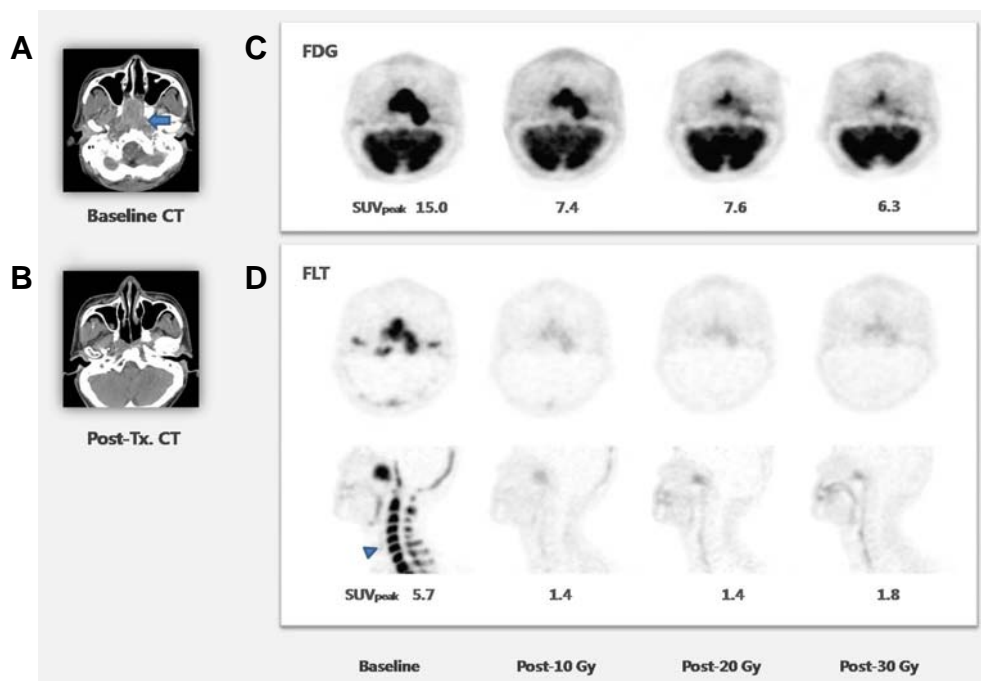 A
Baseline CT
B
Post-Tx. CT
C
FDG
SUVpeak 15.0 7.4 7.6 6.3
D
FLT
SUVpeak 5.7 1.4 1.4 1.8
Baseline Post-10 Gy Post-20 Gy Post-30 Gy